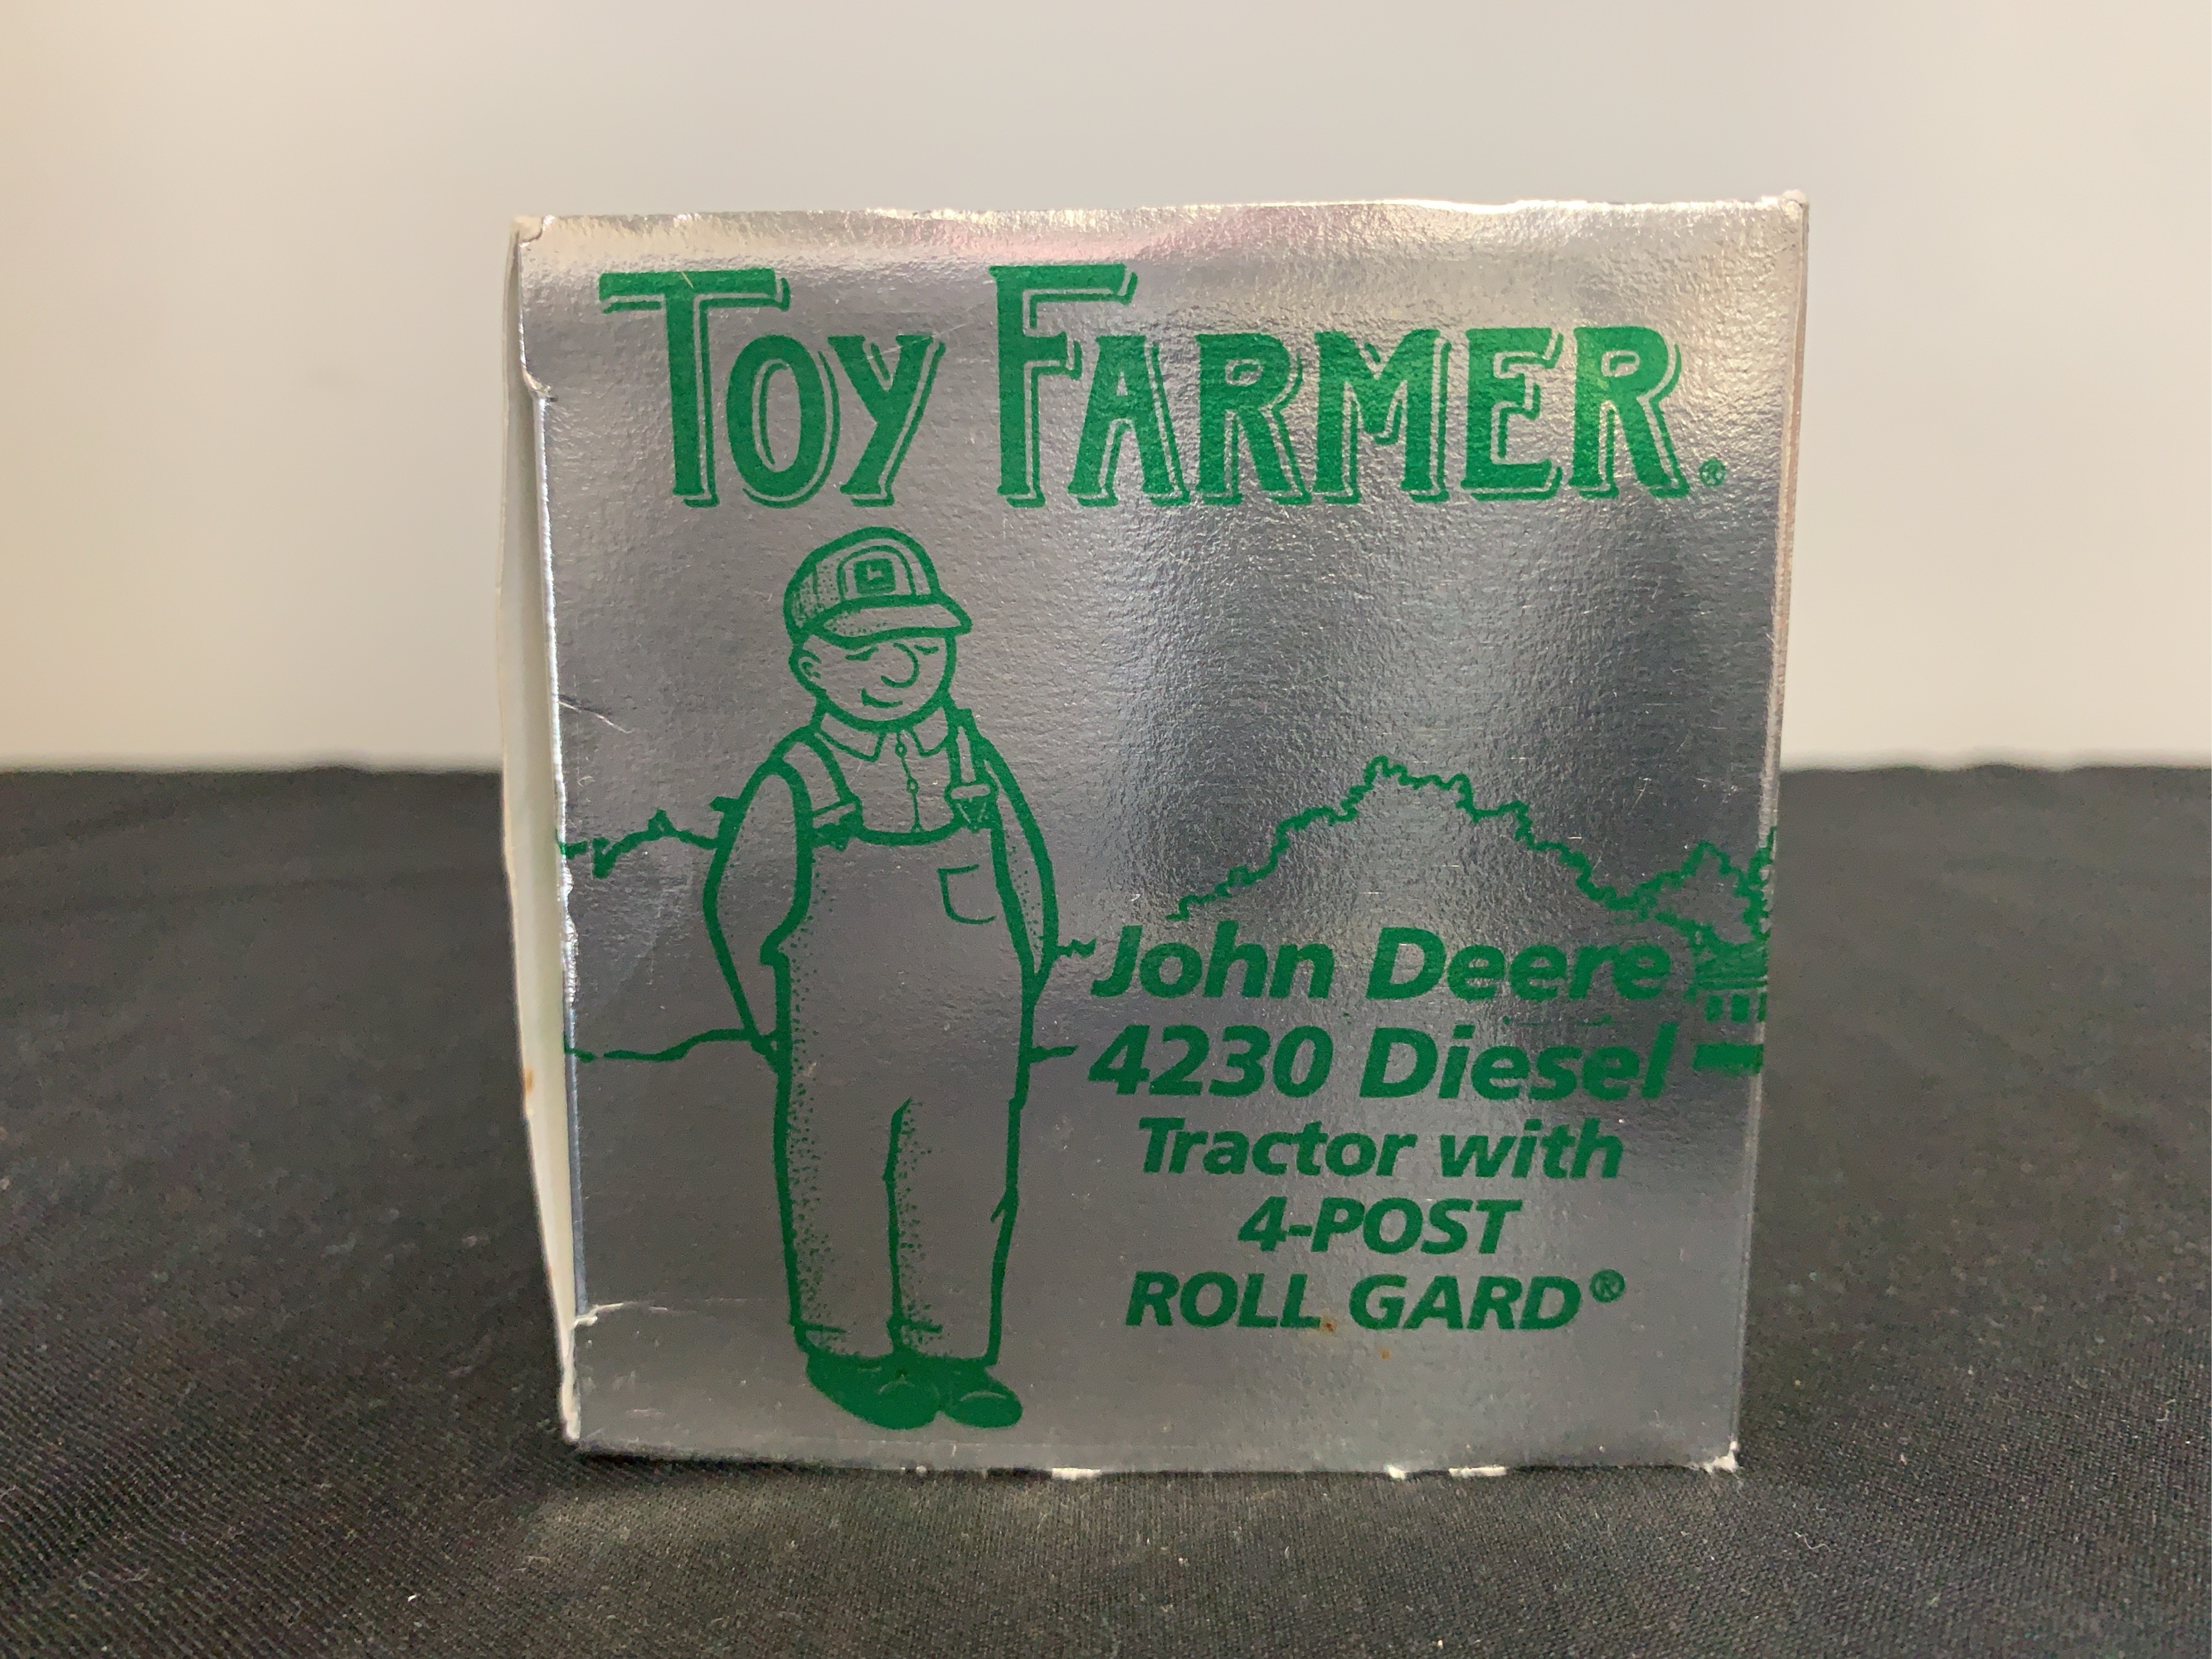 TOY FARMER®
John Deere
4230 Diesel
Tractor with
4-POST
ROLL GARD®